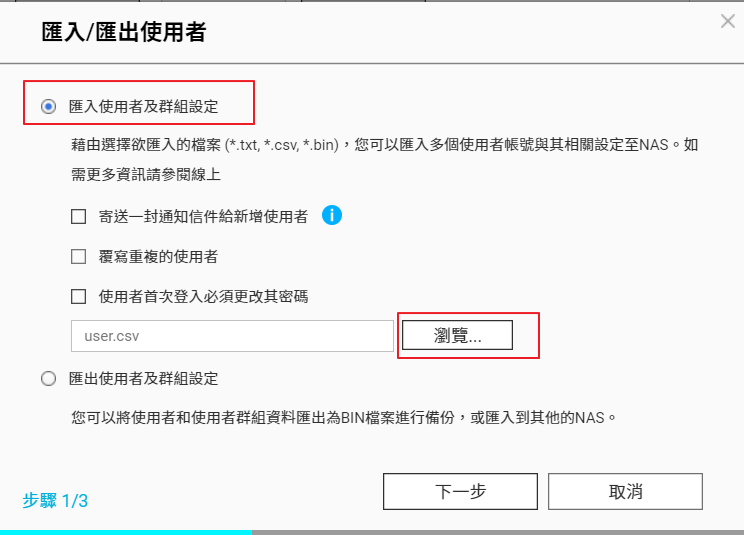 匯入/匯出使用者
匯入使用者及群組設定
藉由選擇欲匯入的檔案 (*.txt, *.csv, *.bin)，您可以匯入多個使用者帳號與其相關設定至NAS。如
需更多資訊請參閱線上
寄送一封通知信件給新增使用者
覆寫重複的使用者
使用者首次登入必須更改其密碼
user.csv
瀏覽...
匯出使用者及群組設定
您可以將使用者和使用者群組資料匯出為BIN檔案進行備份，或匯入到其他的NAS。
步驟 1/3
下一步
取消